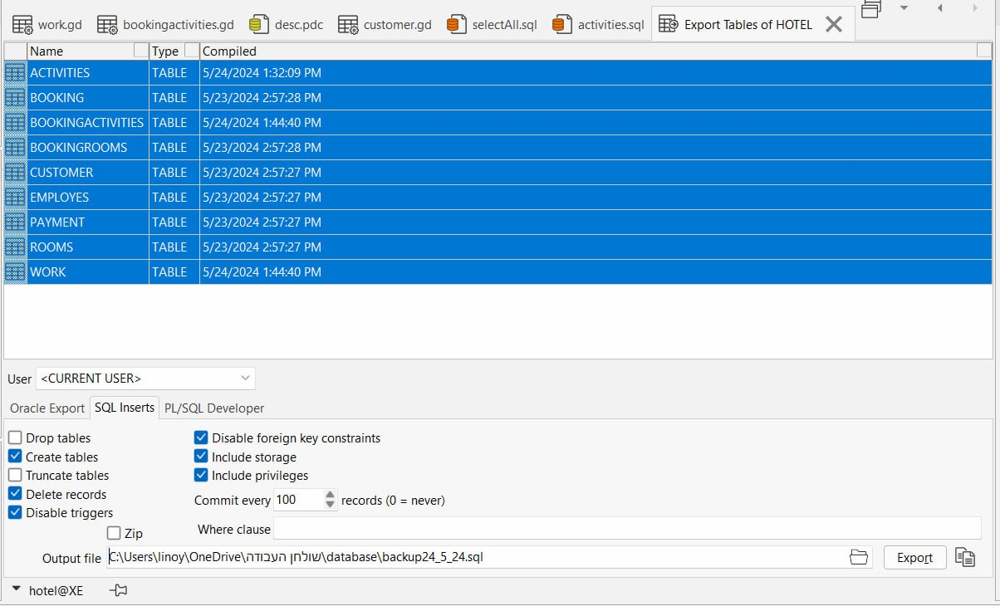 work.gd bookingactivities.gd desc.pdc customer.gd selectAll.sql activities.sql Export Tables of HOTEL
Name Type Compiled
ACTIVITIES TABLE 5/24/2024 1:32:09 PM
BOOKING TABLE 5/23/2024 2:57:28 PM
BOOKINGACTIVITIES TABLE 5/24/2024 1:44:40 PM
BOOKINGROOMS TABLE 5/23/2024 2:57:28 PM
CUSTOMER TABLE 5/23/2024 2:57:27 PM
EMPLOYES TABLE 5/23/2024 2:57:27 PM
PAYMENT TABLE 5/23/2024 2:57:27 PM
ROOMS TABLE 5/23/2024 2:57:27 PM
WORK TABLE 5/24/2024 1:44:40 PM
User <CURRENT USER>
Oracle Export SQL Inserts PL/SQL Developer
Drop tables Disable foreign key constraints
Create tables Include storage
Truncate tables Include privileges
Delete records Commit every 100 records (0 = never)
Disable triggers
Zip Where clause
Output file C:\Users\linoy\OneDrive\שולחן העבודה\database\backup24_5_24.sql Export
hotel@XE